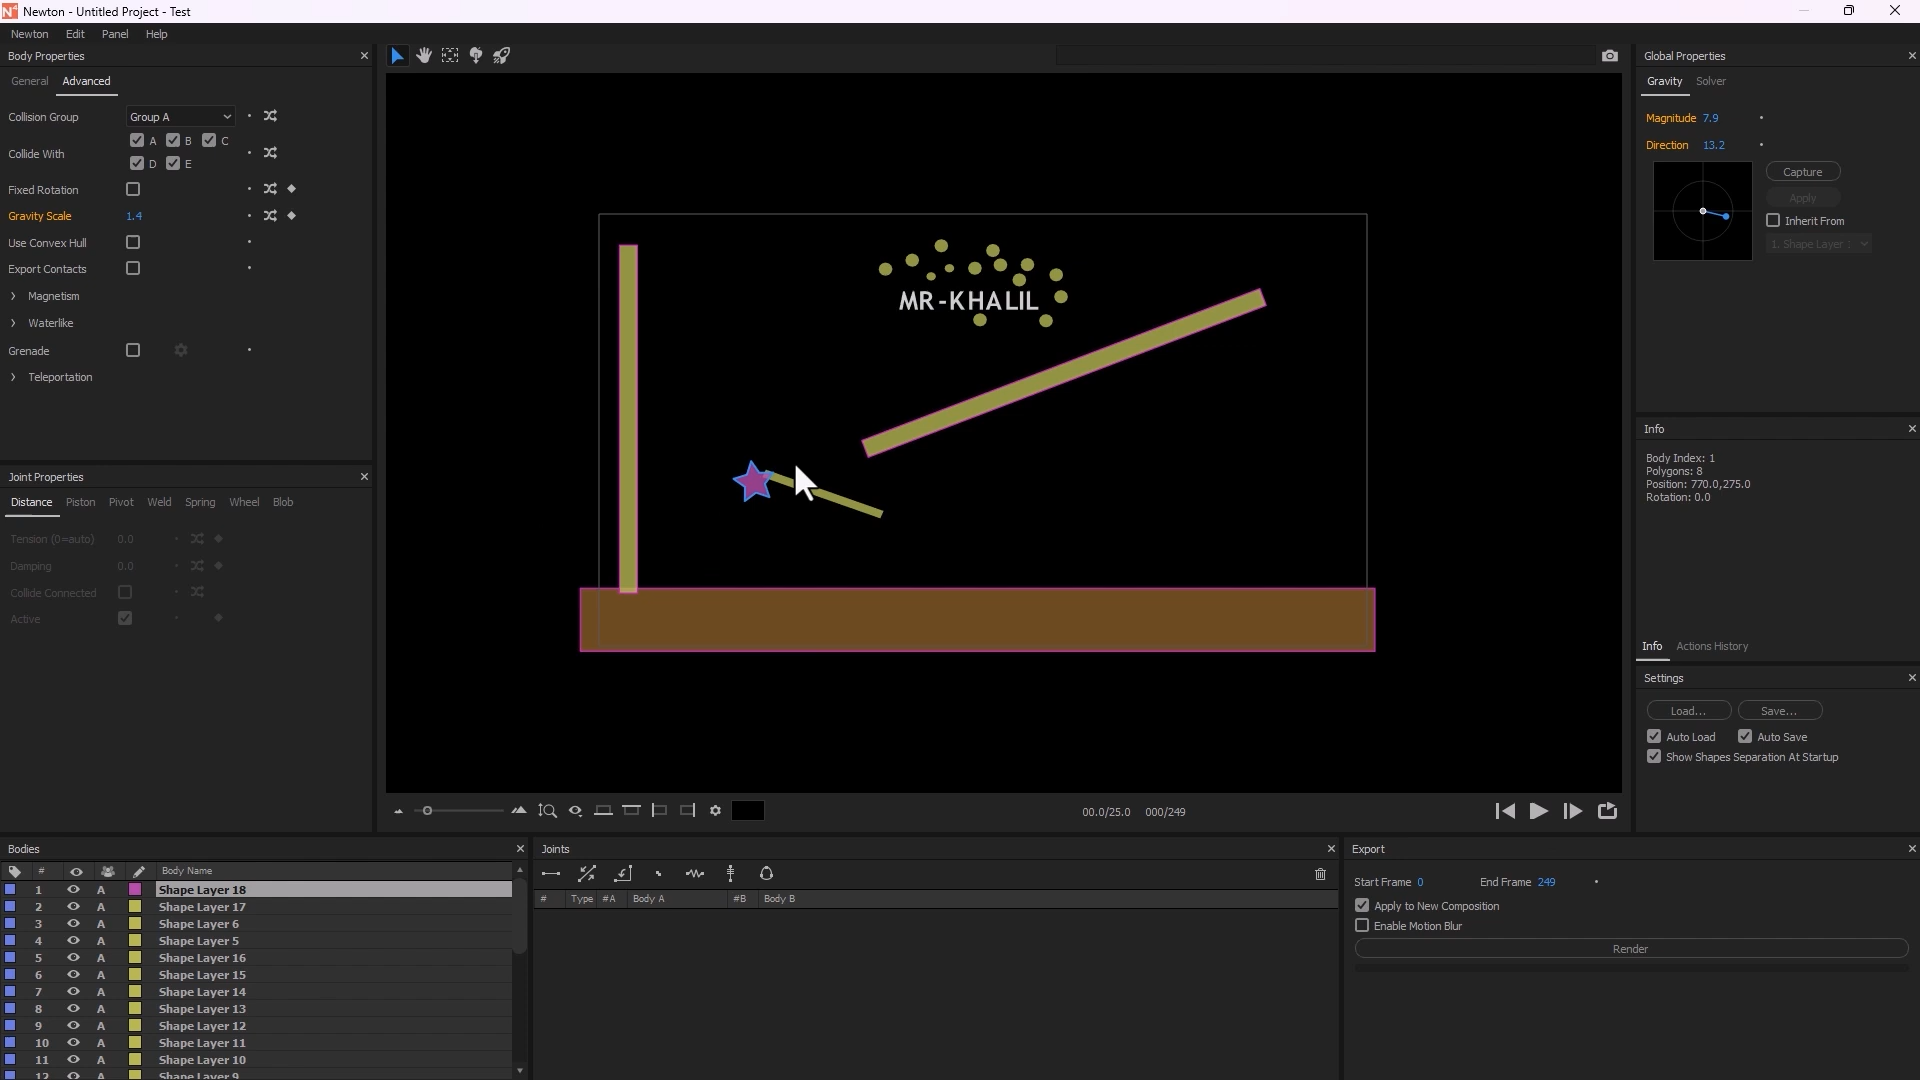 Newton - Untitled Project - Test
Newton Edit Panel Help
Body Properties
General Advanced
Collision Group Group A
A B C
Collide With
D E
Fixed Rotation
Gravity Scale 1.4
Use Convex Hull
Export Contacts
Magnetism
Waterlike
Grenade
Teleportation
Joint Properties
Distance Piston Pivot Weld Spring Wheel Blob
Tension (0=auto) 0.0
Damping 0.0
Collide Connected
Active
MR-KHALIL
00.0/25.0 000/249
Global Properties
Gravity Solver
Magnitude 7.9
Direction 13.2
Capture
Apply
Inherit From
1. Shape Layer :
Info
Body Index: 1
Polygons: 8
Position: 770.0,275.0
Rotation: 0.0
Info Actions History
Settings
Load... Save...
Auto Load Auto Save
Show Shapes Separation At Startup
Bodies
# Body Name
1 A Shape Layer 18
2 A Shape Layer 17
3 A Shape Layer 6
4 A Shape Layer 5
5 A Shape Layer 16
6 A Shape Layer 15
7 A Shape Layer 14
8 A Shape Layer 13
9 A Shape Layer 12
10 A Shape Layer 11
11 A Shape Layer 10
12 A Shape Layer 9
Joints
# Type #A Body A #B Body B
Export
Start Frame 0 End Frame 249
Apply to New Composition
Enable Motion Blur
Render